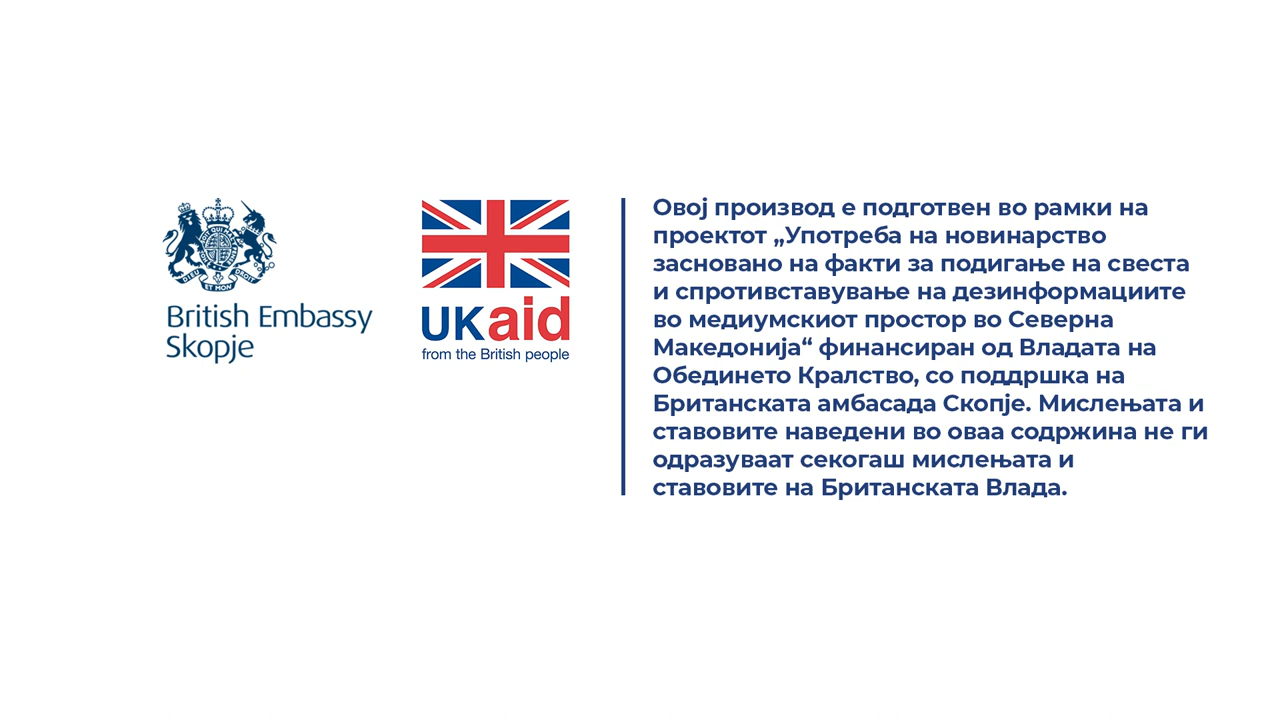 British Embassy
Skopje
UKaid
from the British people
Овој производ е подготвен во рамки на
проектот „Употреба на новинарство
засновано на факти за подигање на свеста
и спротивставување на дезинформациите
во медиумскиот простор во Северна
Македонија“ финансиран од Владата на
Обединето Кралство, со поддршка на
Британската амбасада Скопје. Мислењата и
ставовите наведени во оваа содржина не ги
одразуваат секогаш мислењата и
ставовите на Британската Влада.